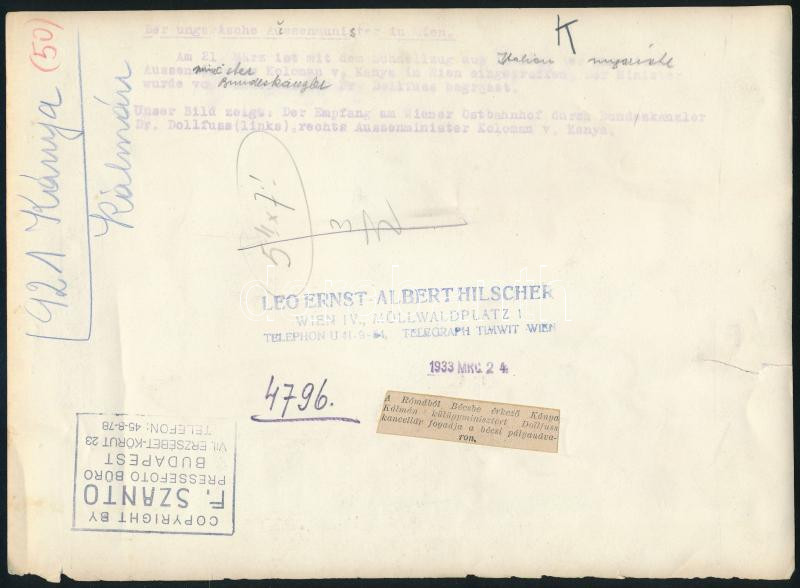 Der ungarische Aussenminister in Wien.
K
Am 21. März ist mit dem Bundellzug aus Italien der ungarische
Aussenminister Koloman v. Kanya in Wien eingetroffen. Der Minister
wurde vom Bundeskanzler Dr. Dollfuss begrüsst.
Unser Bild zeigt: Der Empfang am Wiener Ostbahnhof durch Bundeskanzler
Dr. Dollfuss(links), rechts Aussenminister Koloman v. Kanya.
(50)
921 Kánya
Kálmán
LEO ERNST-ALBERT HILSCHER
WIEN IV., MÖLLWALDPLATZ 1
TELEPHON U 41-9-54, TELEGRAPH TIMWIT WIEN
1933 MRC 24
4796.
A Rómából Bécsbe érkező Kánya
Kálmán külügyminisztert Dollfuss
kancellár fogadja a bécsi pályaudva-
ron.
COPYRIGHT BY
F. SZANTO
PRESSEFOTO BÜRO
BUDAPEST
VII. ERZSÉBET-KÖRUT 23
TELEFON: 45-8-78